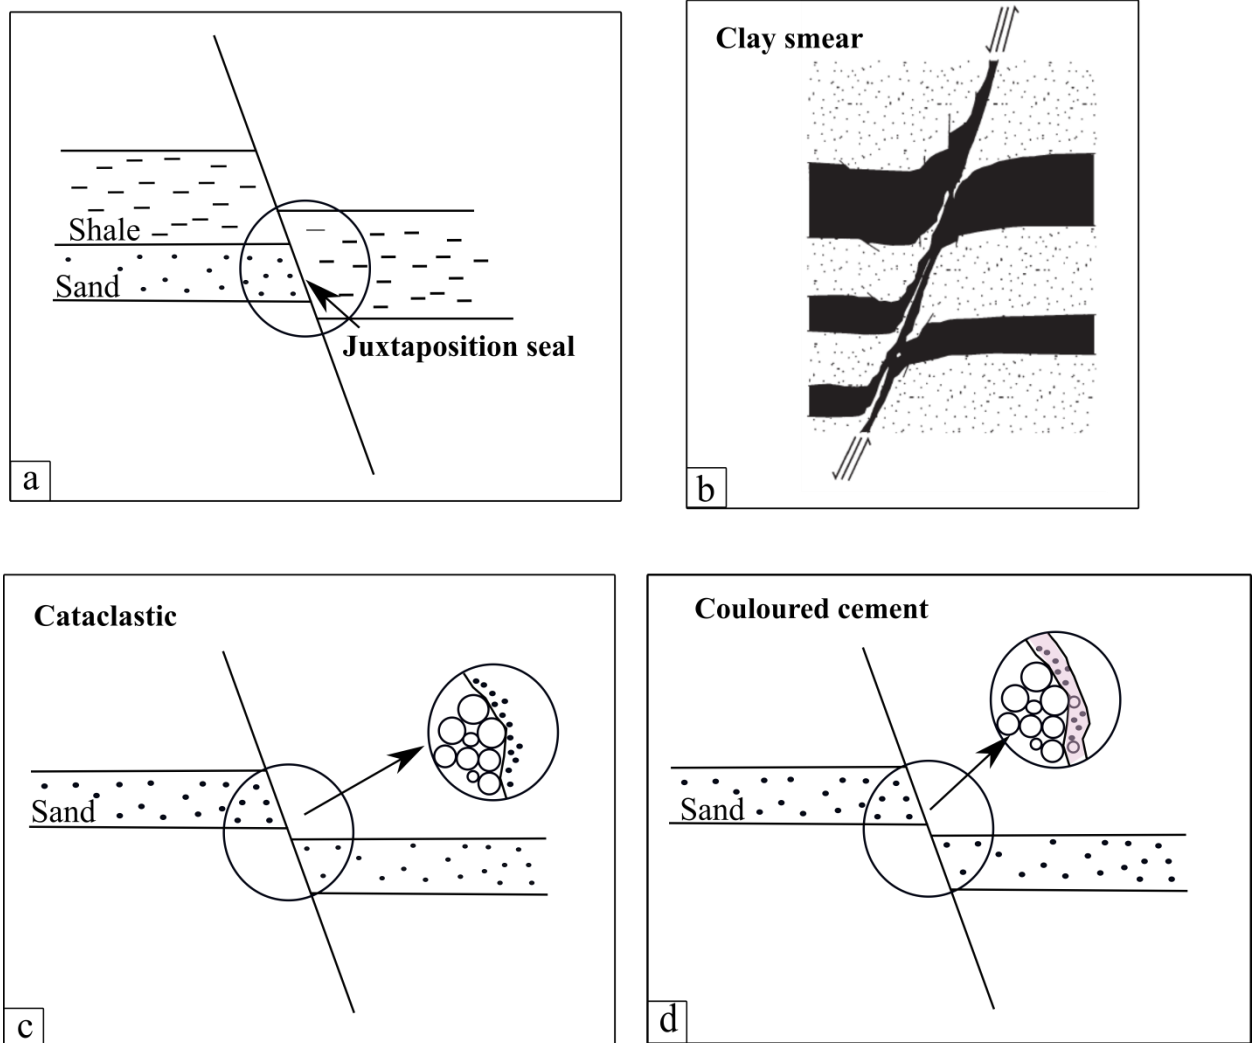 Shale
Sand
Juxtaposition seal
a
Clay smear
b
Cataclastic
Sand
c
Couloured cement
Sand
d